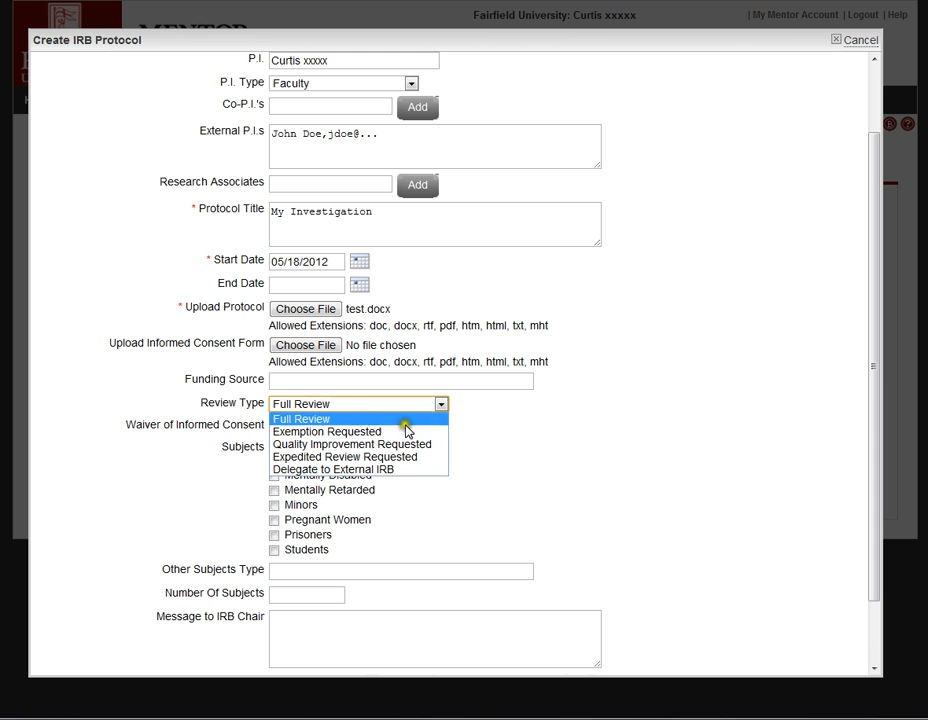 MENTOR
Fairfield University: Curtis xxxxx
| My Mentor Account | Logout | Help
Create IRB Protocol
Cancel
P.I. Curtis xxxxx
P.I. Type Faculty
Co-P.I.'s Add
External P.I.s John Doe,jdoe@...
Research Associates Add
* Protocol Title My Investigation
* Start Date 05/18/2012
End Date
* Upload Protocol Choose File test.docx
Allowed Extensions: doc, docx, rtf, pdf, htm, html, txt, mht
Upload Informed Consent Form Choose File No file chosen
Allowed Extensions: doc, docx, rtf, pdf, htm, html, txt, mht
Funding Source
Review Type Full Review
Full Review
Waiver of Informed Consent Exemption Requested
Subjects Quality Improvement Requested
Expedited Review Requested
Delegate to External IRB
Mentally Disabled
Mentally Retarded
Minors
Pregnant Women
Prisoners
Students
Other Subjects Type
Number Of Subjects
Message to IRB Chair